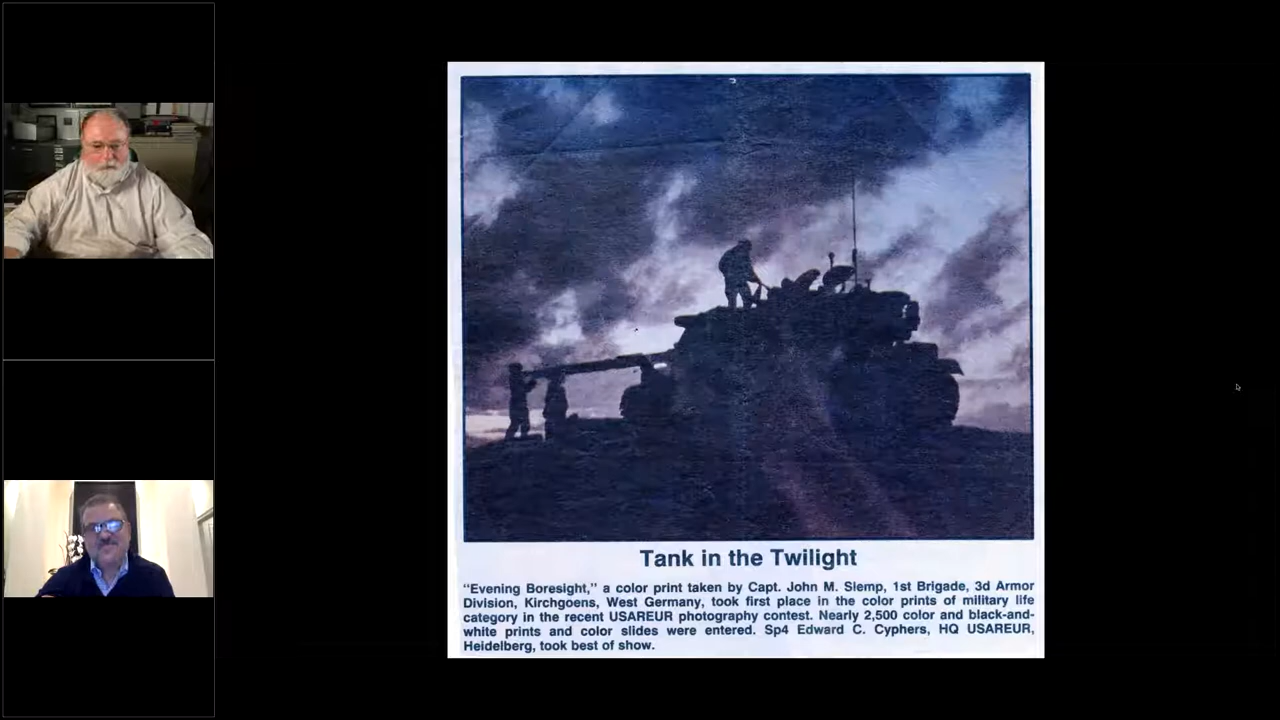 Tank in the Twilight
“Evening Boresight,” a color print taken by Capt. John M. Slemp, 1st Brigade, 3d Armor
Division, Kirchgoens, West Germany, took first place in the color prints of military life
category in the recent USAREUR photography contest. Nearly 2,500 color and black-and-
white prints and color slides were entered. Sp4 Edward C. Cyphers, HQ USAREUR,
Heidelberg, took best of show.